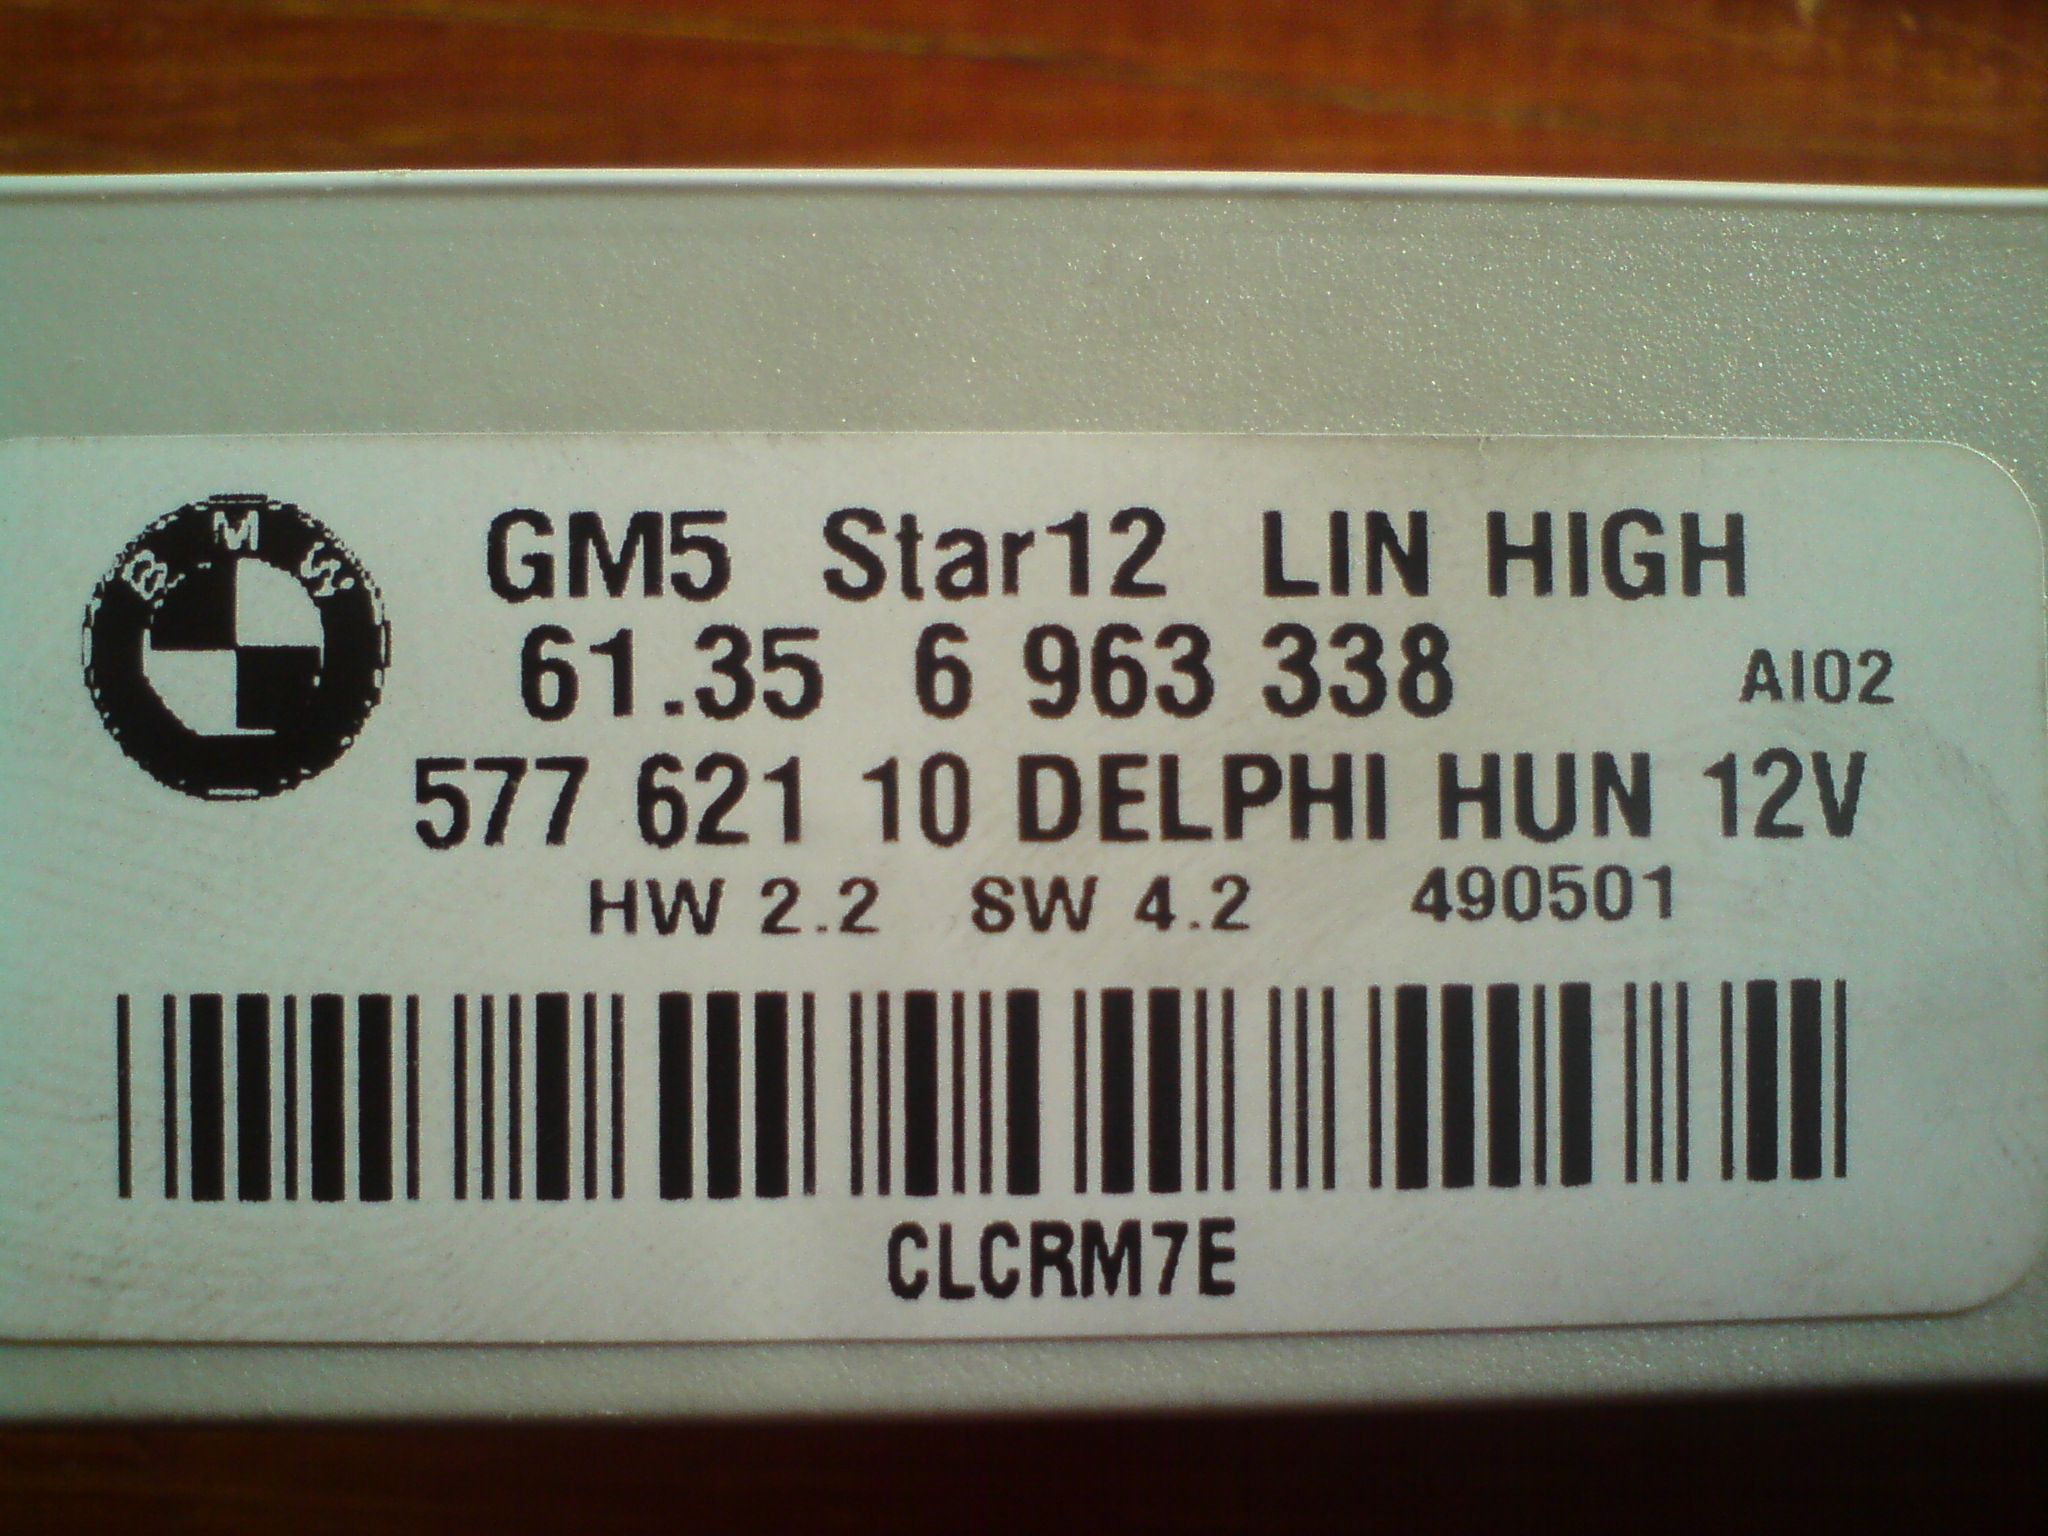 BMW
GM5 Star12 LIN HIGH
61.35 6 963 338 AI02
577 621 10 DELPHI HUN 12V
HW 2.2 SW 4.2 490501
CLCRM7E